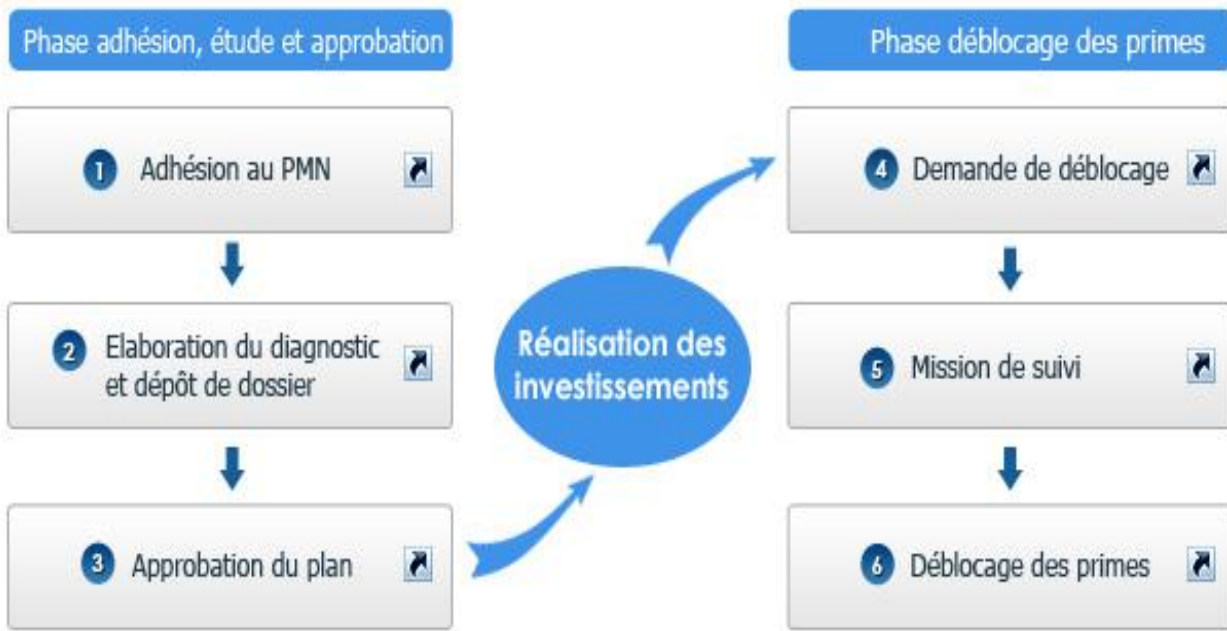 Phase adhésion, étude et approbation
1 Adhésion au PMN
2 Elaboration du diagnostic
et dépôt de dossier
3 Approbation du plan
Réalisation des
investissements
Phase déblocage des primes
4 Demande de déblocage
5 Mission de suivi
6 Déblocage des primes